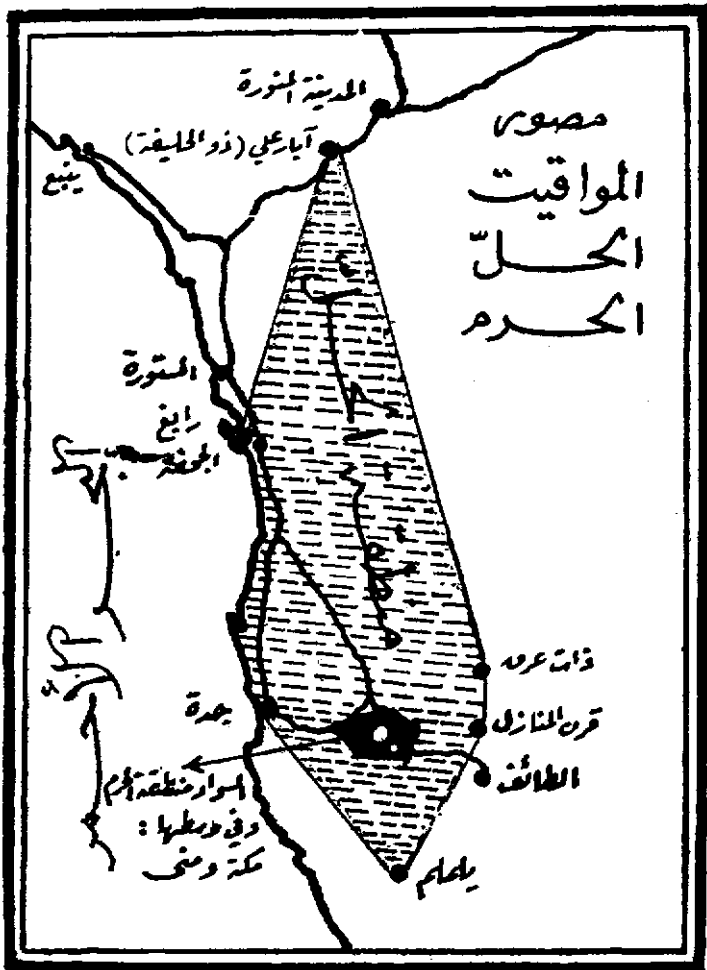 مصور
المواقيت
الحلّ
الحرم
المدينة المنورة
آبار علي (ذو الحليفة)
ينبع
المستورة
رابغ
الجحفة
جدة
ذات عرق
قرن المنازل
الطائف
يلملم
السواد منطقة الحرم
وفي وسطها :
مكة ومنى
البحر